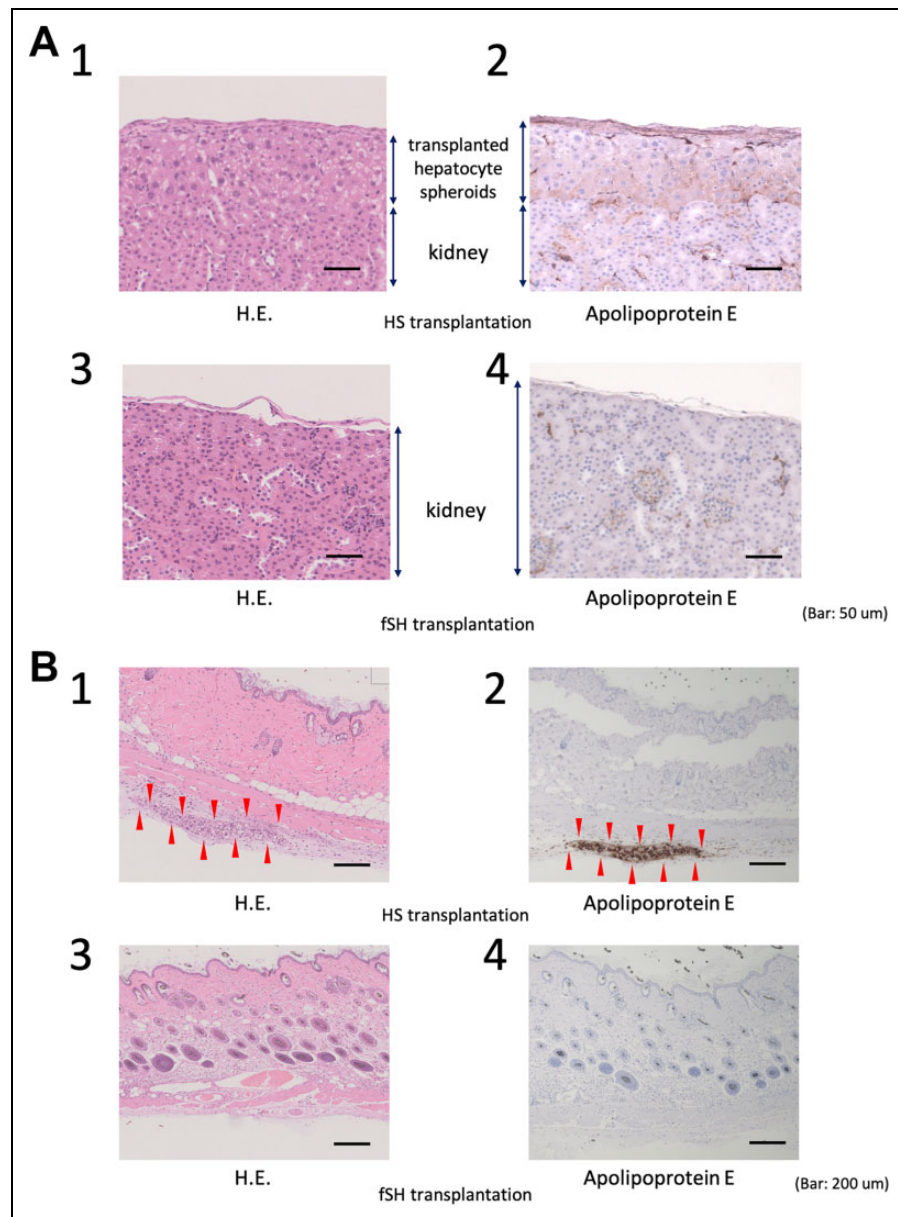 A
1
2
transplanted
hepatocyte
spheroids
kidney
H.E.
HS transplantation
Apolipoprotein E
3
4
kidney
H.E.
fSH transplantation
Apolipoprotein E
(Bar: 50 um)
B
1
2
H.E.
HS transplantation
Apolipoprotein E
3
4
H.E.
fSH transplantation
Apolipoprotein E
(Bar: 200 um)